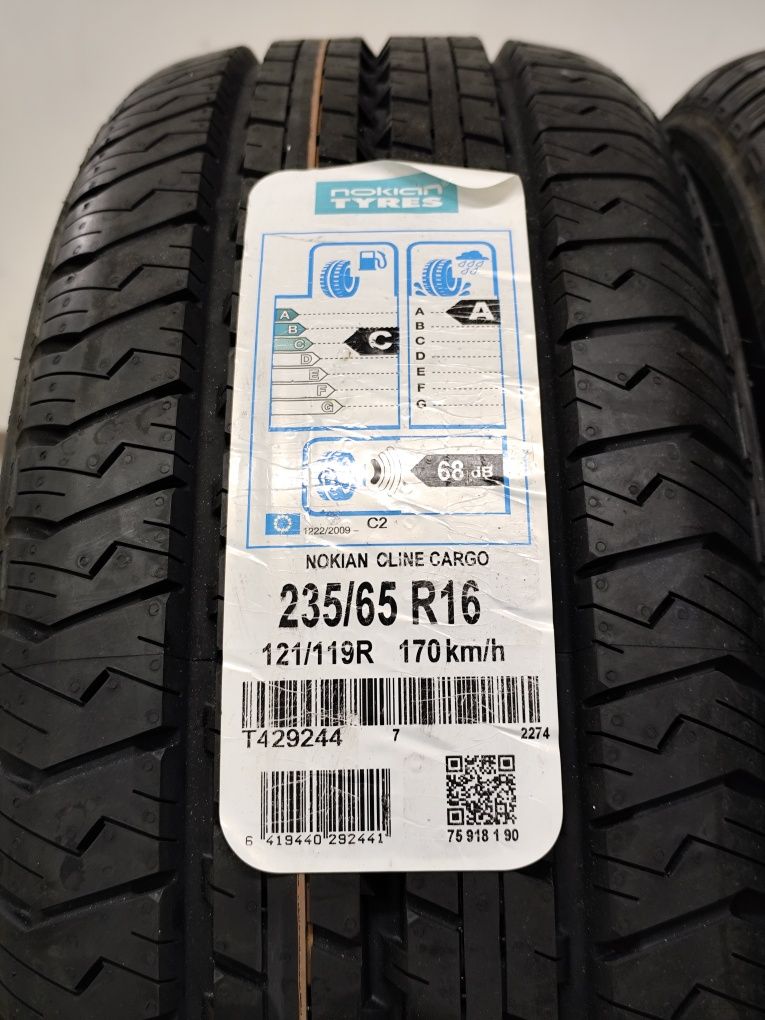 nokian
TYRES
A
B
C
D
E
F
G
C
A
B
C
D
E
F
G
A
68 dB
1222/2009 - C2
NOKIAN CLINE CARGO
235/65 R16
121/119R 170 km/h
T429244 7 2274
6 419440 292441
75 918 1 90